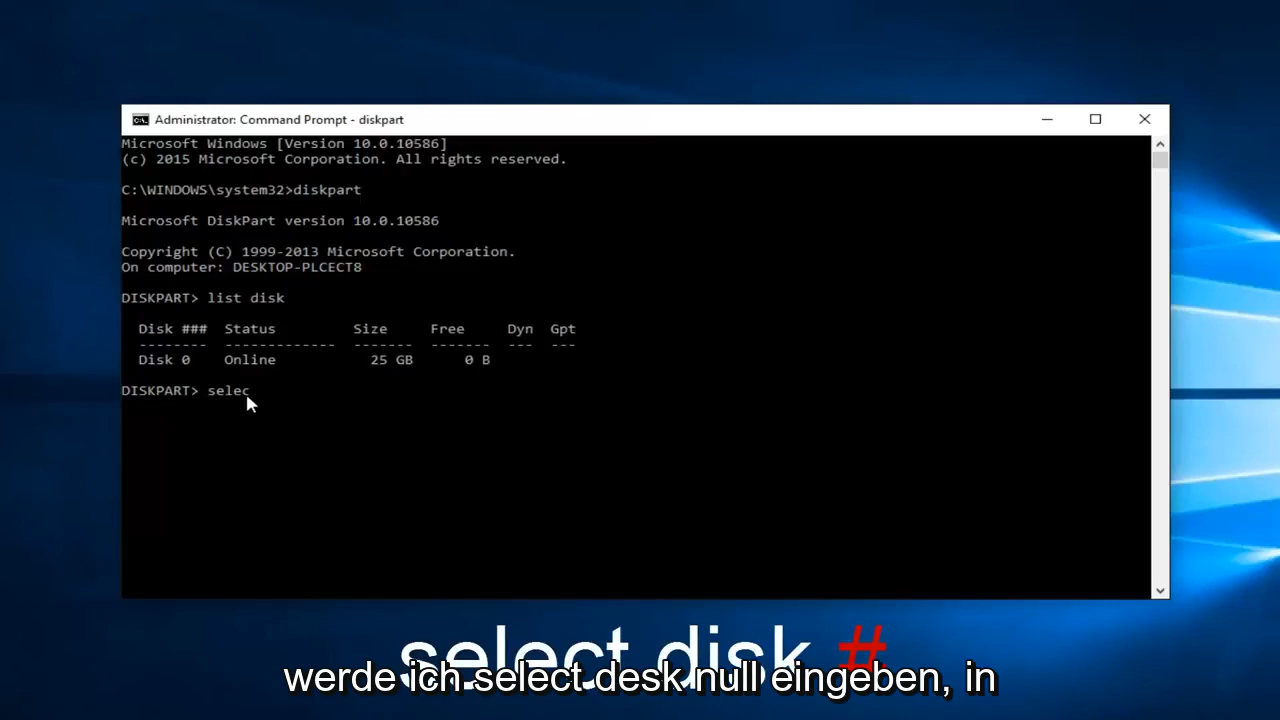 Administrator: Command Prompt - diskpart
Microsoft Windows [Version 10.0.10586]
(c) 2015 Microsoft Corporation. All rights reserved.
C:\WINDOWS\system32>diskpart
Microsoft DiskPart version 10.0.10586
Copyright (C) 1999-2013 Microsoft Corporation.
On computer: DESKTOP-PLCECT8
DISKPART> list disk
Disk ### Status Size Free Dyn Gpt
-------- ------------- ------- ------- --- ---
Disk 0 Online 25 GB 0 B
DISKPART> selec
select disk #
werde ich select desk null eingeben, in